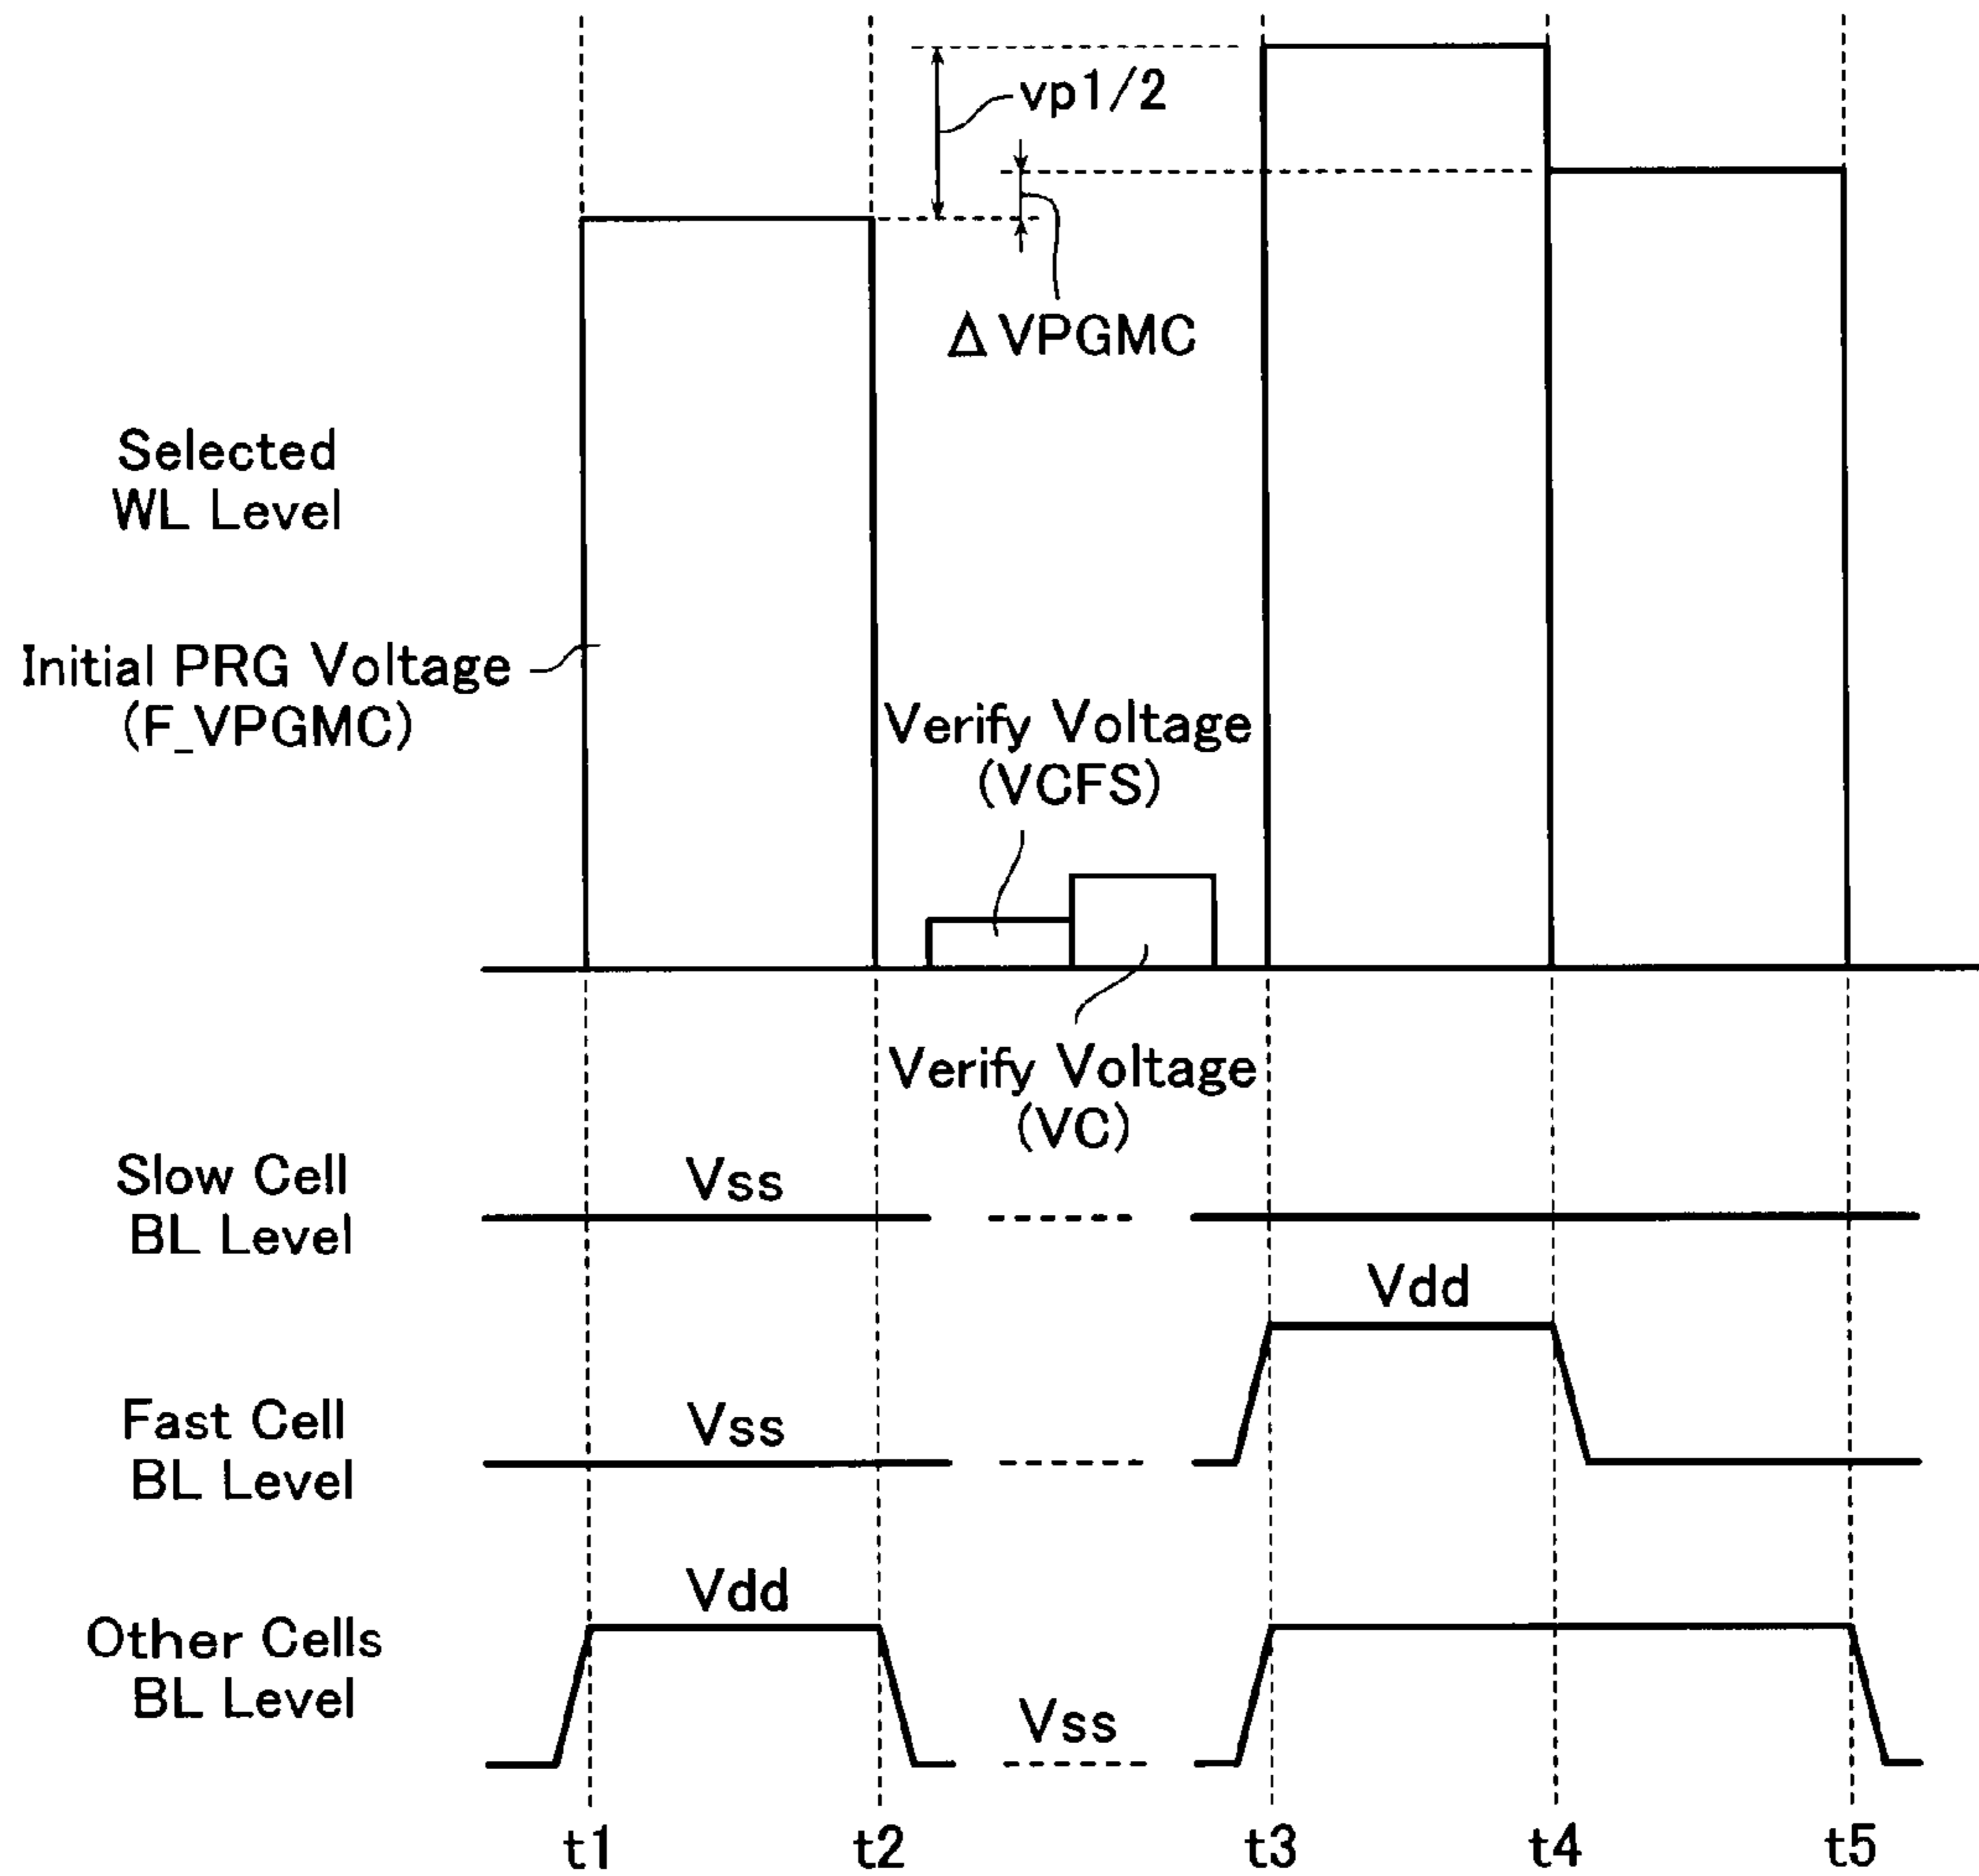 vp1/2
Δ VPGMC
Selected
WL Level
Initial PRG Voltage
(F_VPGMC)
Verify Voltage
(VCFS)
Verify Voltage
(VC)
Slow Cell
BL Level
Vss
Vdd
Fast Cell
BL Level
Vss
Vdd
Other Cells
BL Level
Vss
t1
t2
t3
t4
t5